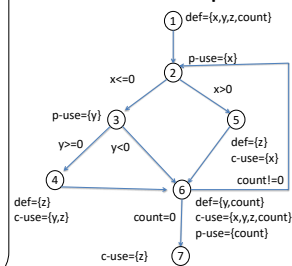 1
def={x,y,z,count}
p-use={x}
2
x<=0
x>0
p-use={y}
3
5
y>=0
y<0
def={z}
c-use={x}
4
6
count!=0
def={z}
c-use={y,z}
def={y,count}
c-use={x,y,z,count}
p-use={count}
count=0
c-use={z}
7